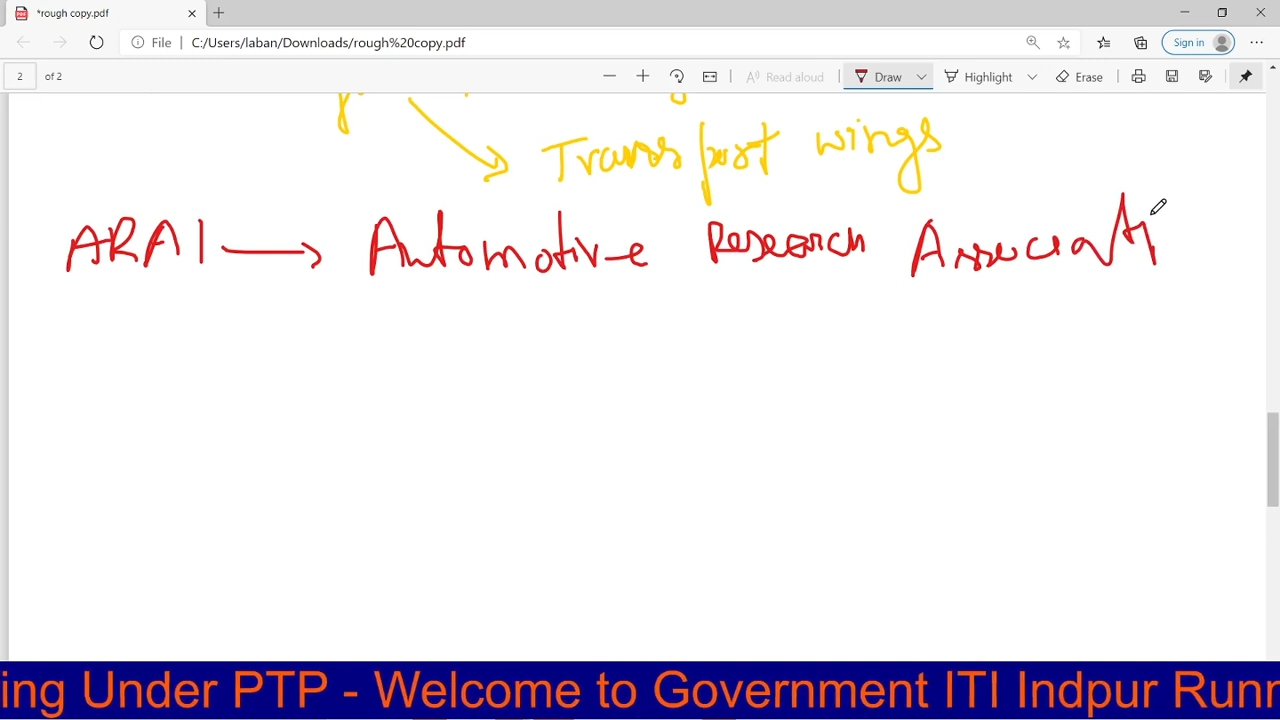 *rough copy.pdf
File C:/Users/laban/Downloads/rough%20copy.pdf Sign in
2 of 2 Read aloud Draw Highlight Erase
Transport wings
ARAI → Automotive Research Associati
ing Under PTP - Welcome to Government ITI Indpur Runn